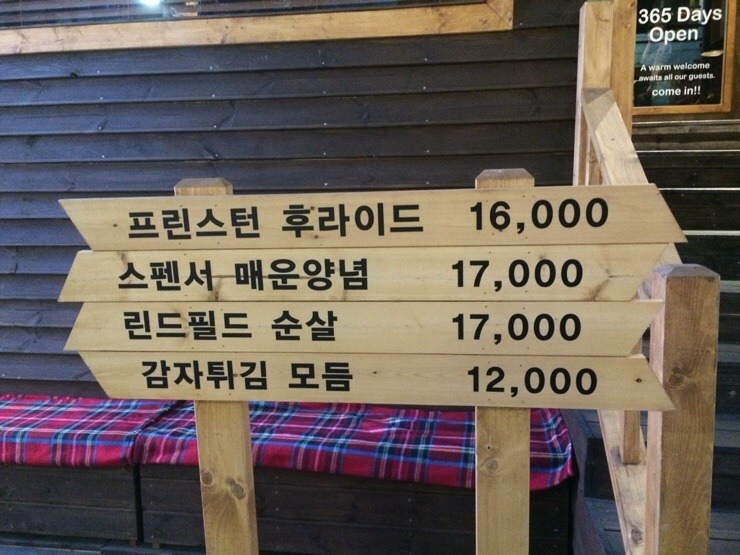 365 Days
Open
A warm welcome
awaits all our guests.
come in!!
프린스턴 후라이드 16,000
스펜서 매운양념 17,000
린드필드 순살 17,000
감자튀김 모듬 12,000